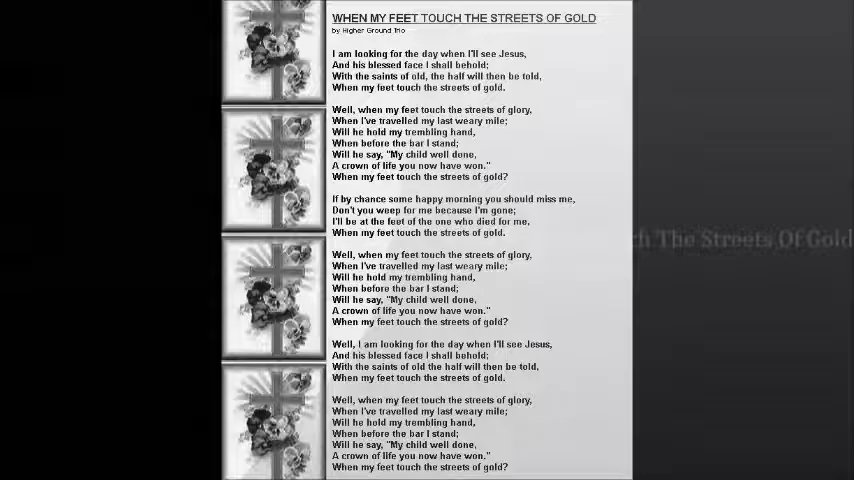 WHEN MY FEET TOUCH THE STREETS OF GOLD
by Higher Ground Trio
I am looking for the day when I'll see Jesus,
And his blessed face I shall behold;
With the saints of old, the half will then be told,
When my feet touch the streets of gold.
Well, when my feet touch the streets of glory,
When I've travelled my last weary mile;
Will he hold my trembling hand,
When before the bar I stand;
Will he say, "My child well done,
A crown of life you now have won."
When my feet touch the streets of gold?
If by chance some happy morning you should miss me,
Don't you weep for me because I'm gone;
I'll be at the feet of the one who died for me,
When my feet touch the streets of gold.
Well, when my feet touch the streets of glory,
When I've travelled my last weary mile;
Will he hold my trembling hand,
When before the bar I stand;
Will he say, "My child well done,
A crown of life you now have won."
When my feet touch the streets of gold?
Well, I am looking for the day when I'll see Jesus,
And his blessed face I shall behold;
With the saints of old the half will then be told,
When my feet touch the streets of gold.
Well, when my feet touch the streets of glory,
When I've travelled my last weary mile;
Will he hold my trembling hand,
When before the bar I stand;
Will he say, "My child well done,
A crown of life you now have won."
When my feet touch the streets of gold?
ch The Streets Of Gold